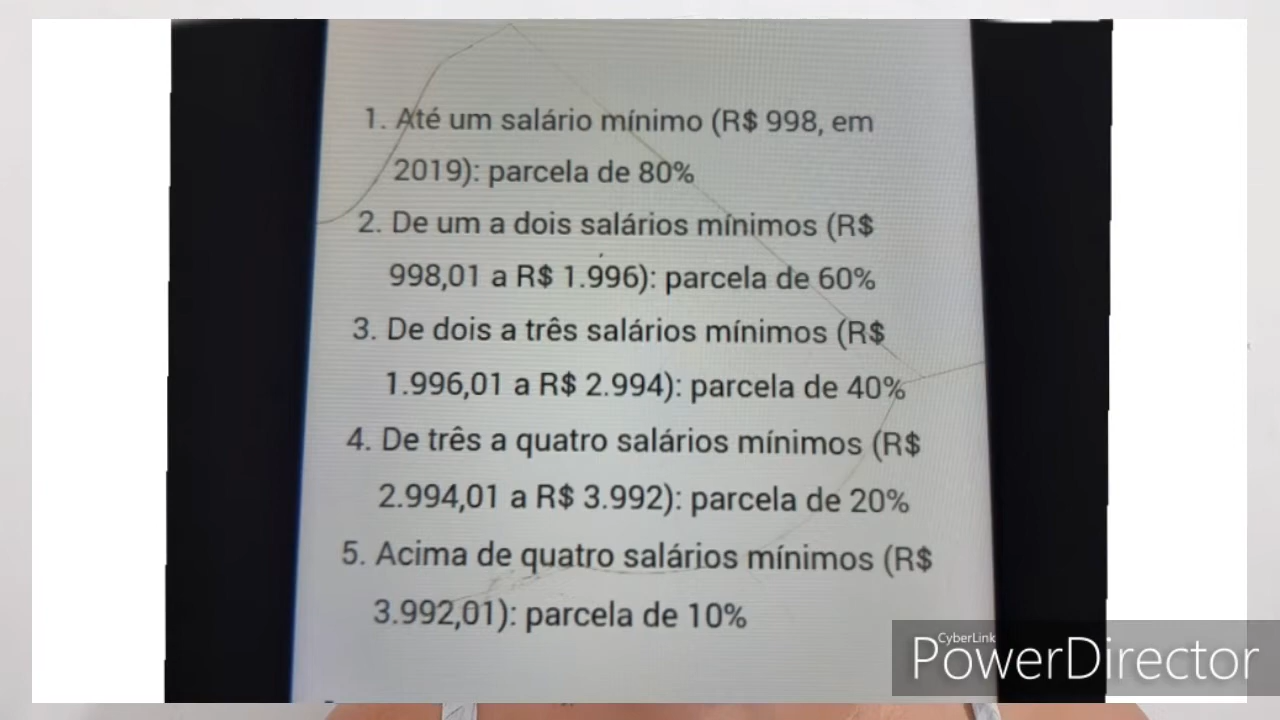 1. Até um salário mínimo (R$ 998, em
2019): parcela de 80%
2. De um a dois salários mínimos (R$
998,01 a R$ 1.996): parcela de 60%
3. De dois a três salários mínimos (R$
1.996,01 a R$ 2.994): parcela de 40%
4. De três a quatro salários mínimos (R$
2.994,01 a R$ 3.992): parcela de 20%
5. Acima de quatro salários mínimos (R$
3.992,01): parcela de 10%
CyberLink
PowerDirector